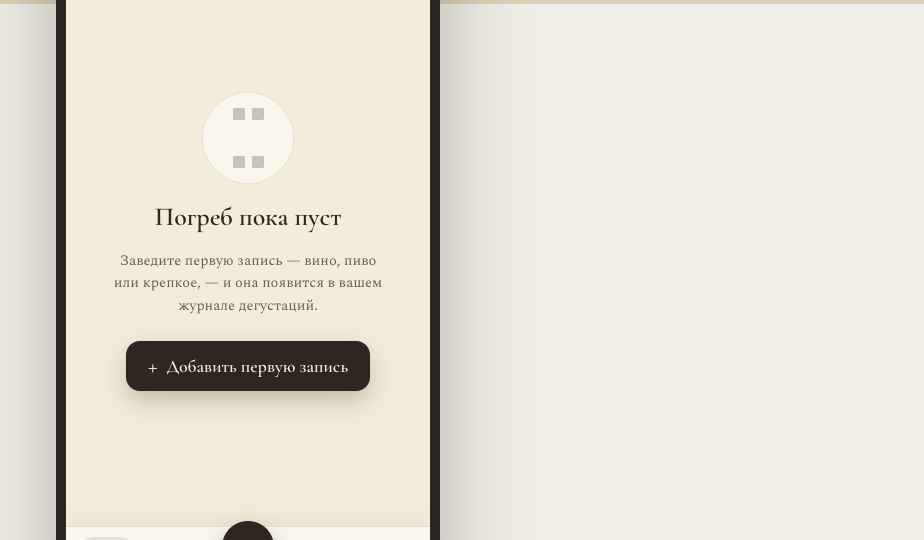 Погреб пока пуст
Заведите первую запись — вино, пиво
или крепкое, — и она появится в вашем
журнале дегустаций.
+ Добавить первую запись